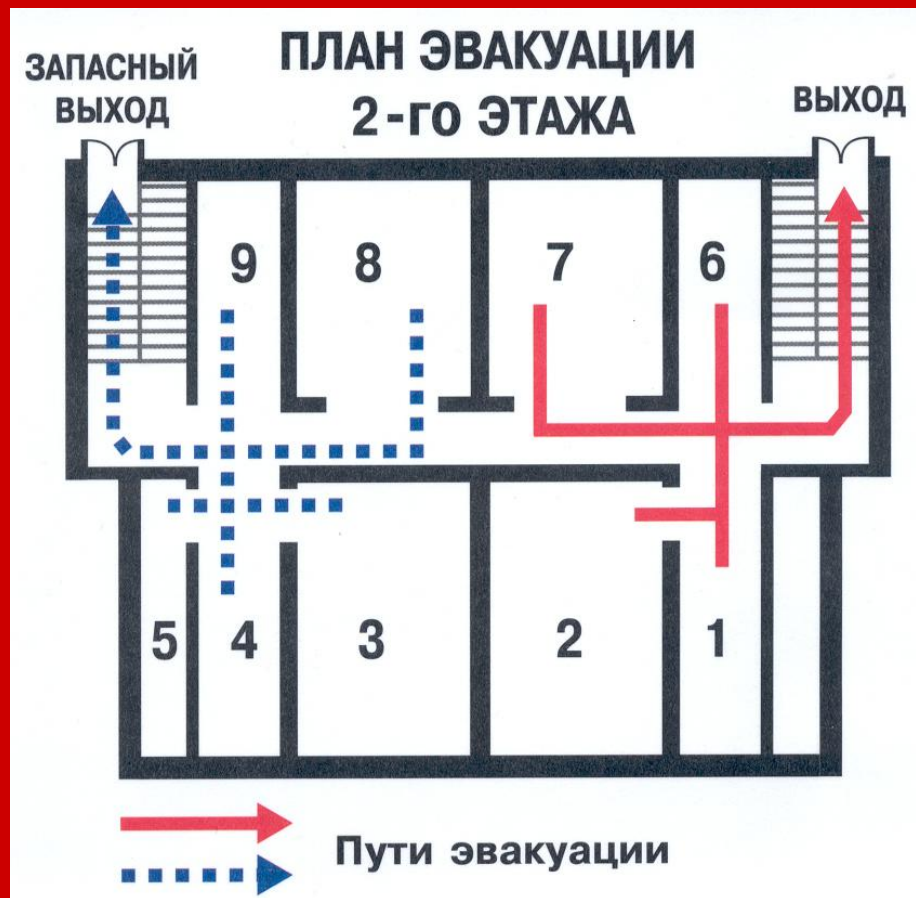 ПЛАН ЭВАКУАЦИИ
2-го ЭТАЖА
ЗАПАСНЫЙ
ВЫХОД
ВЫХОД
9 8 7 6
5 4 3 2 1
Пути эвакуации